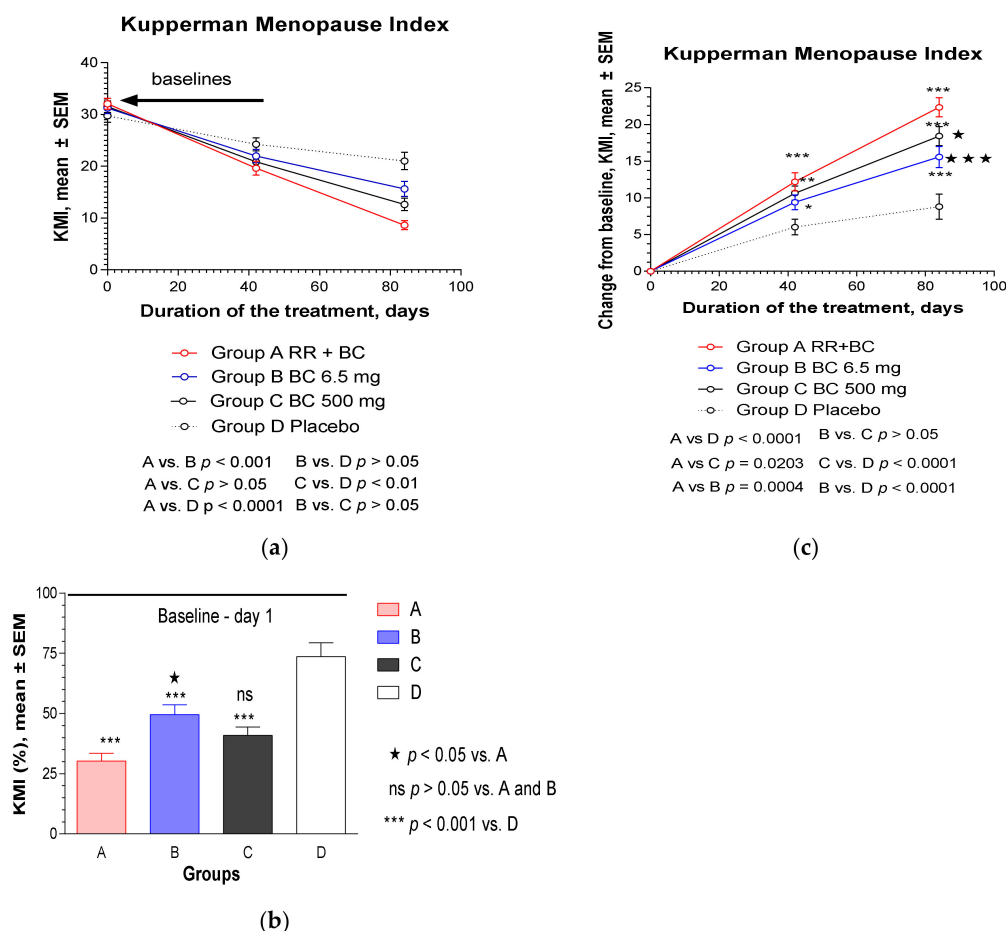 (a)
Kupperman Menopause Index
KMI, mean ± SEM
40
30
20
10
0
baselines
0 20 40 60 80 100
Duration of the treatment, days
Group A RR + BC
Group B BC 6.5 mg
Group C BC 500 mg
Group D Placebo
A vs. B p < 0.001 B vs. D p > 0.05
A vs. C p > 0.05 C vs. D p < 0.01
A vs. D p < 0.0001 B vs. C p > 0.05
(a)
(c)
Kupperman Menopause Index
Change from baseline, KMI, mean ± SEM
25
20
15
10
5
0
***
**
*
***
***
★
★ ★ ★
***
0 20 40 60 80 100
Duration of the treatment, days
Group A RR+BC
Group B BC 6.5 mg
Group C BC 500 mg
Group D Placebo
A vs D p < 0.0001 B vs. C p > 0.05
A vs C p = 0.0203 C vs. D p < 0.0001
A vs B p = 0.0004 B vs. D p < 0.0001
(c)
KMI (%), mean ± SEM
100
75
50
25
0
Baseline - day 1
***
★
***
ns
***
A B C D
Groups
A
B
C
D
★ p < 0.05 vs. A
ns p > 0.05 vs. A and B
*** p < 0.001 vs. D
(b)